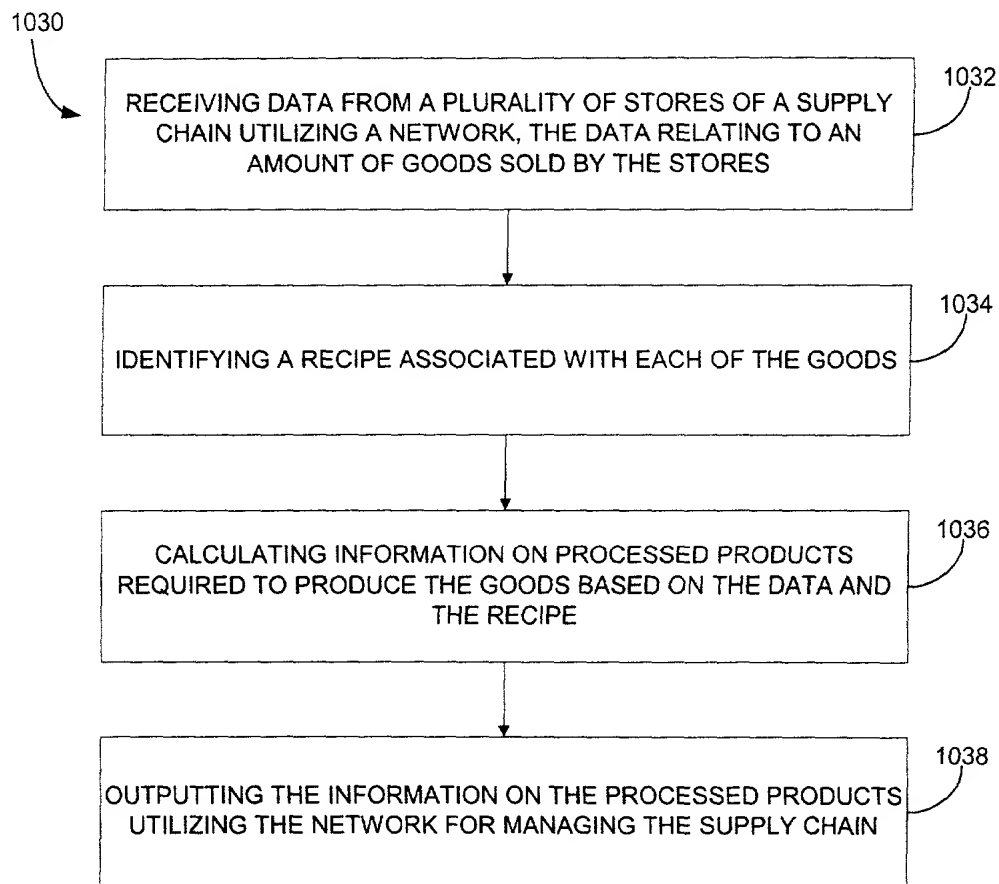 1030
1032
RECEIVING DATA FROM A PLURALITY OF STORES OF A SUPPLY
CHAIN UTILIZING A NETWORK, THE DATA RELATING TO AN
AMOUNT OF GOODS SOLD BY THE STORES
1034
IDENTIFYING A RECIPE ASSOCIATED WITH EACH OF THE GOODS
1036
CALCULATING INFORMATION ON PROCESSED PRODUCTS
REQUIRED TO PRODUCE THE GOODS BASED ON THE DATA AND
THE RECIPE
1038
OUTPUTTING THE INFORMATION ON THE PROCESSED PRODUCTS
UTILIZING THE NETWORK FOR MANAGING THE SUPPLY CHAIN